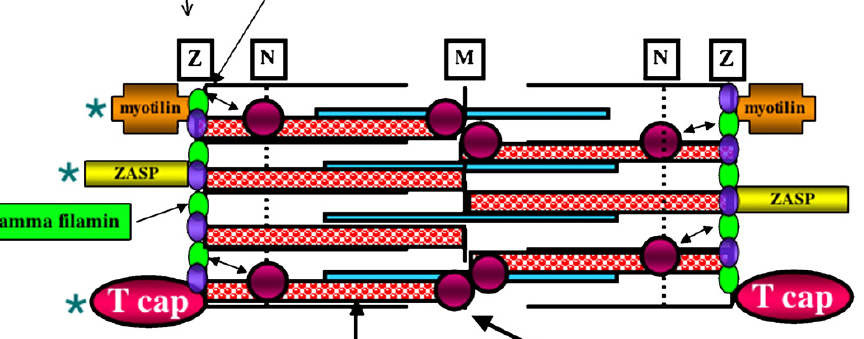 Z N M N Z
* myotilin myotilin
* ZASP ZASP
amma filamin
* T cap T cap